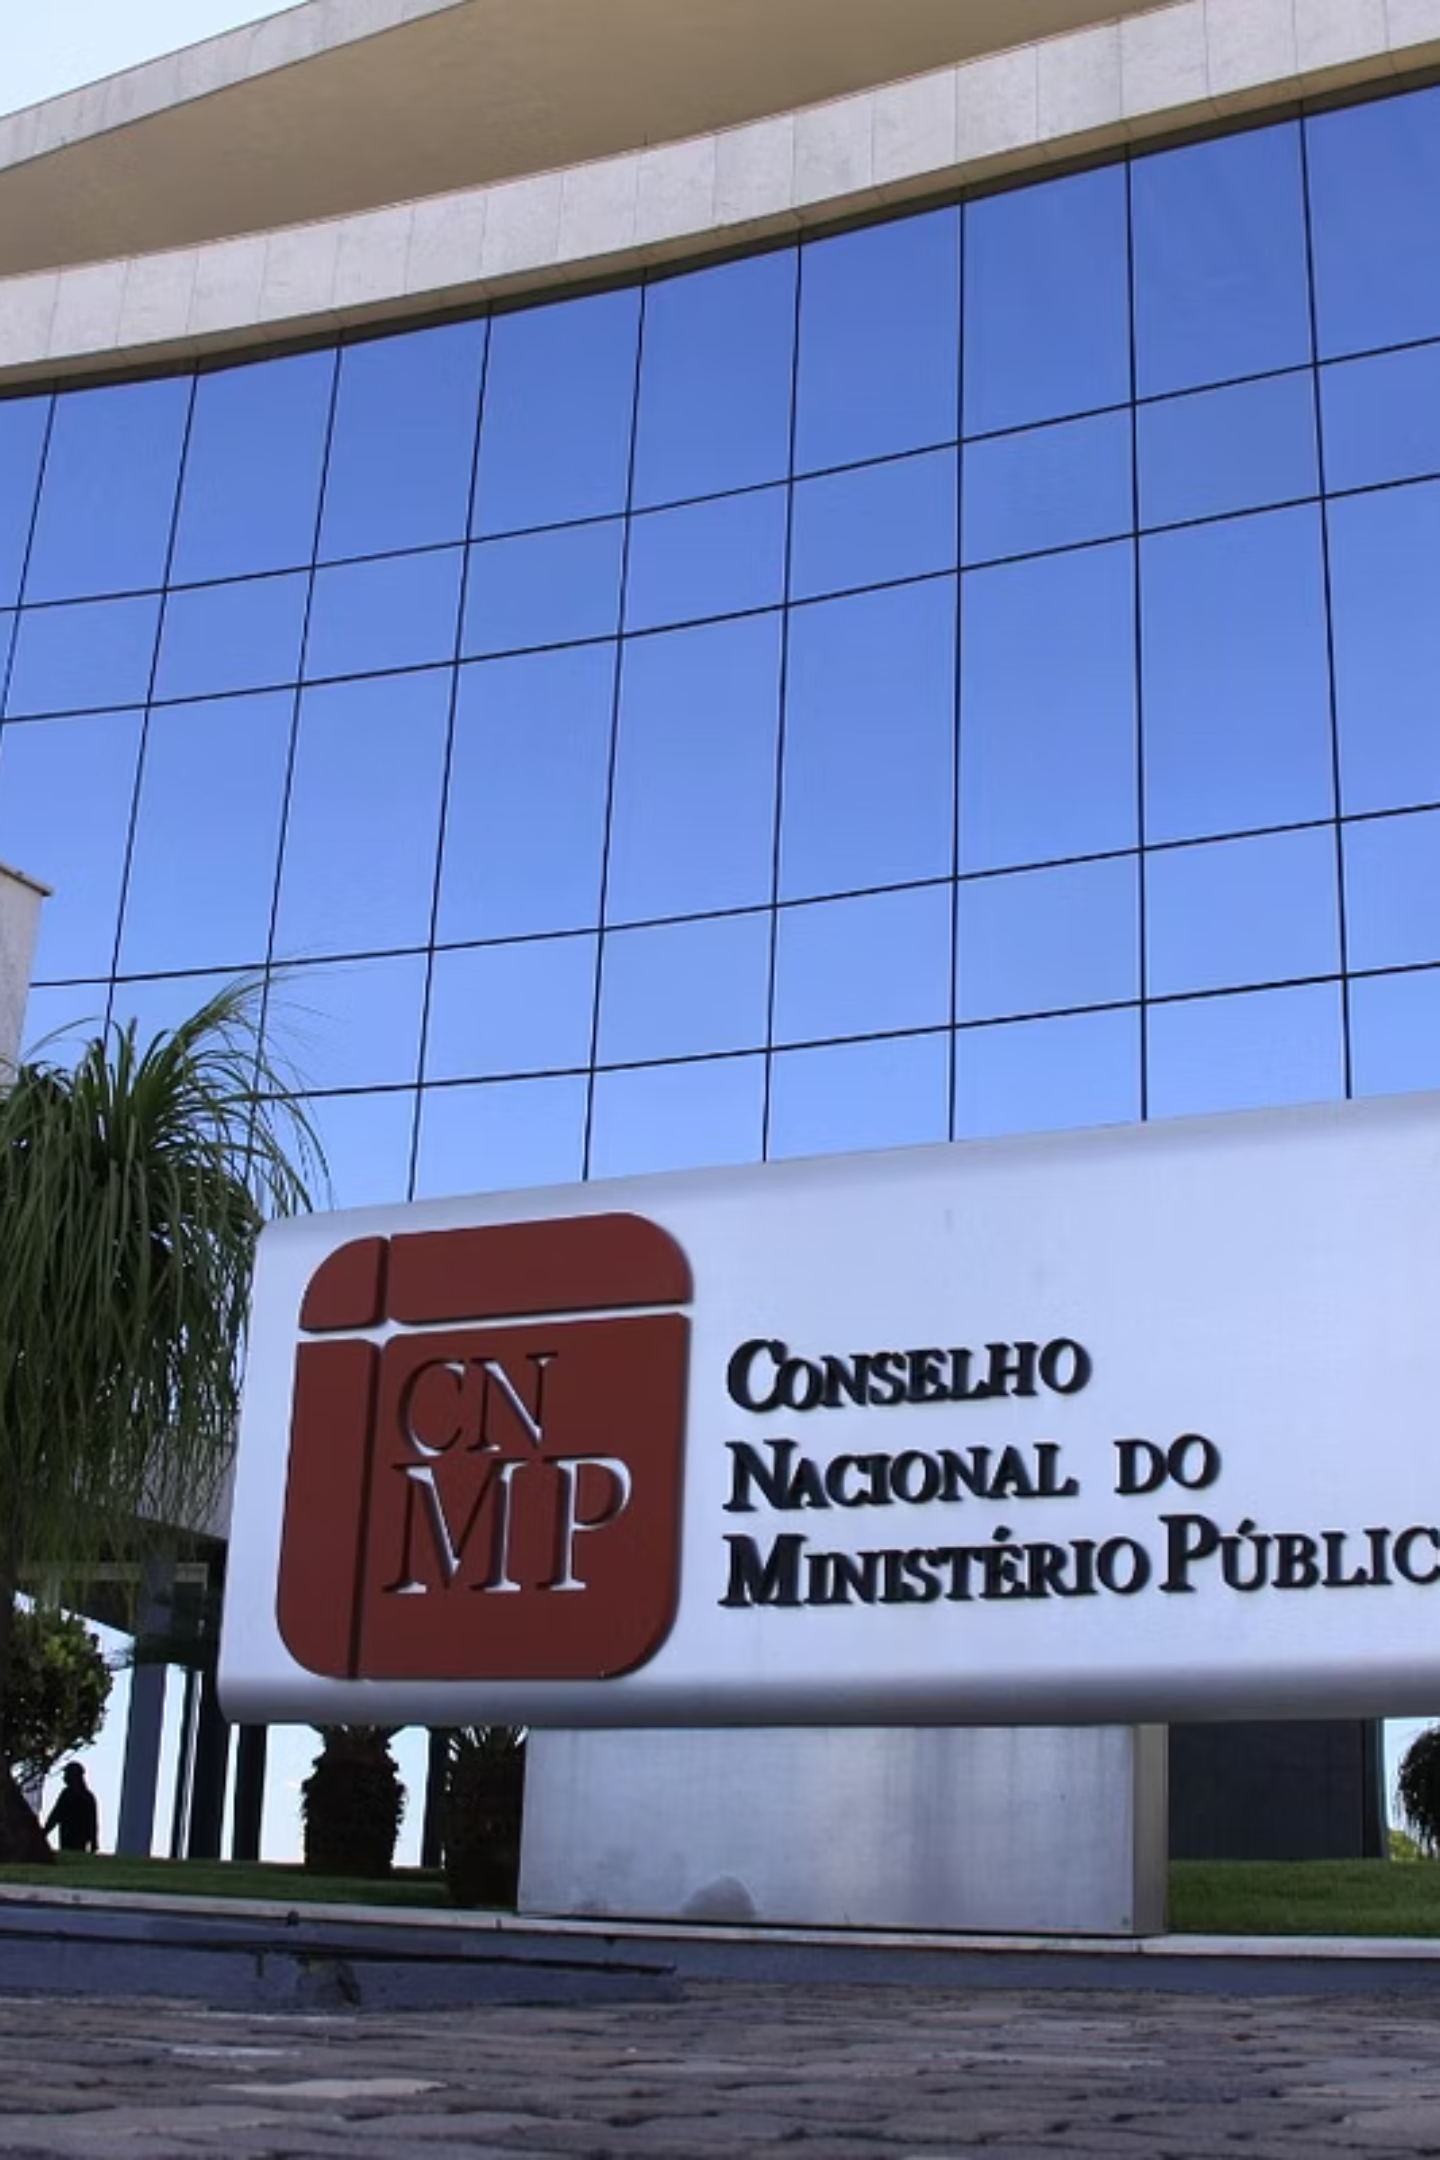 CN
MP
CONSELHO
NACIONAL DO
MINISTÉRIO PÚBLIC